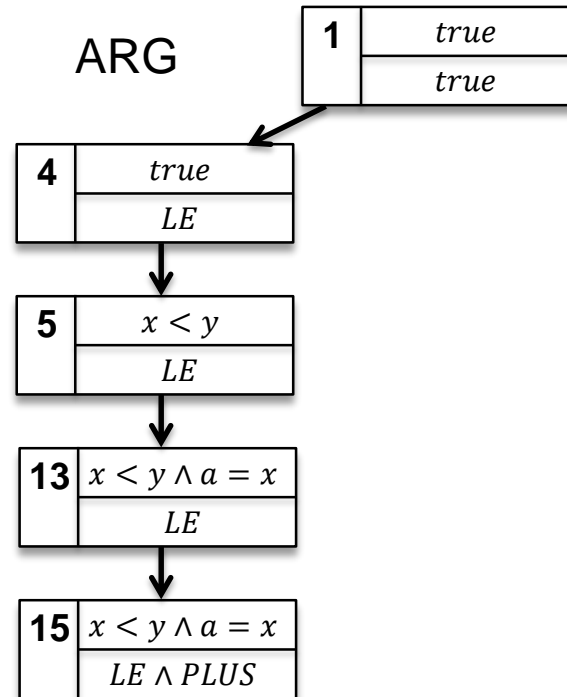 ARG
1
true
true
4
true
LE
5
x < y
LE
13
x < y ∧ a = x
LE
15
x < y ∧ a = x
LE ∧ PLUS